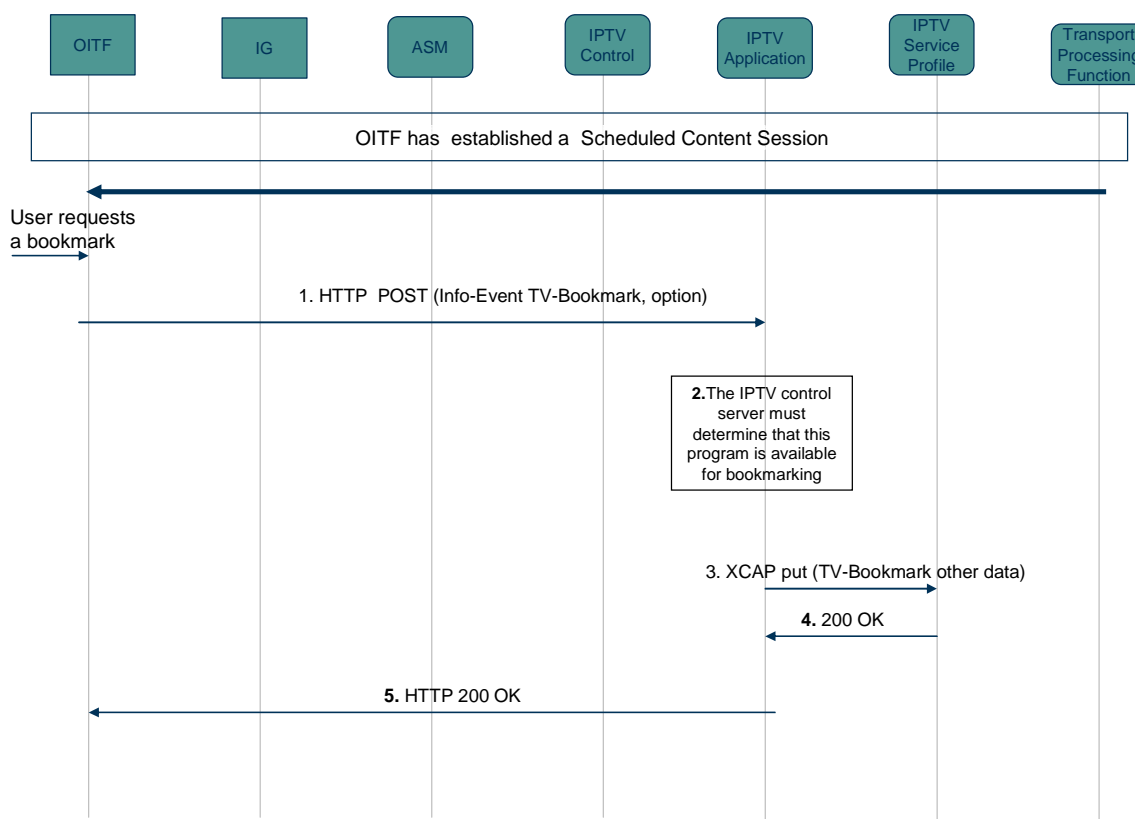 OITF
IG
ASM
IPTV
Control
IPTV
Application
IPTV
Service
Profile
Transport
Processing
Function
OITF has established a Scheduled Content Session
User requests
a bookmark
1. HTTP POST (Info-Event TV-Bookmark, option)
2.The IPTV control
server must
determine that this
program is available
for bookmarking
3. XCAP put (TV-Bookmark other data)
4. 200 OK
5. HTTP 200 OK